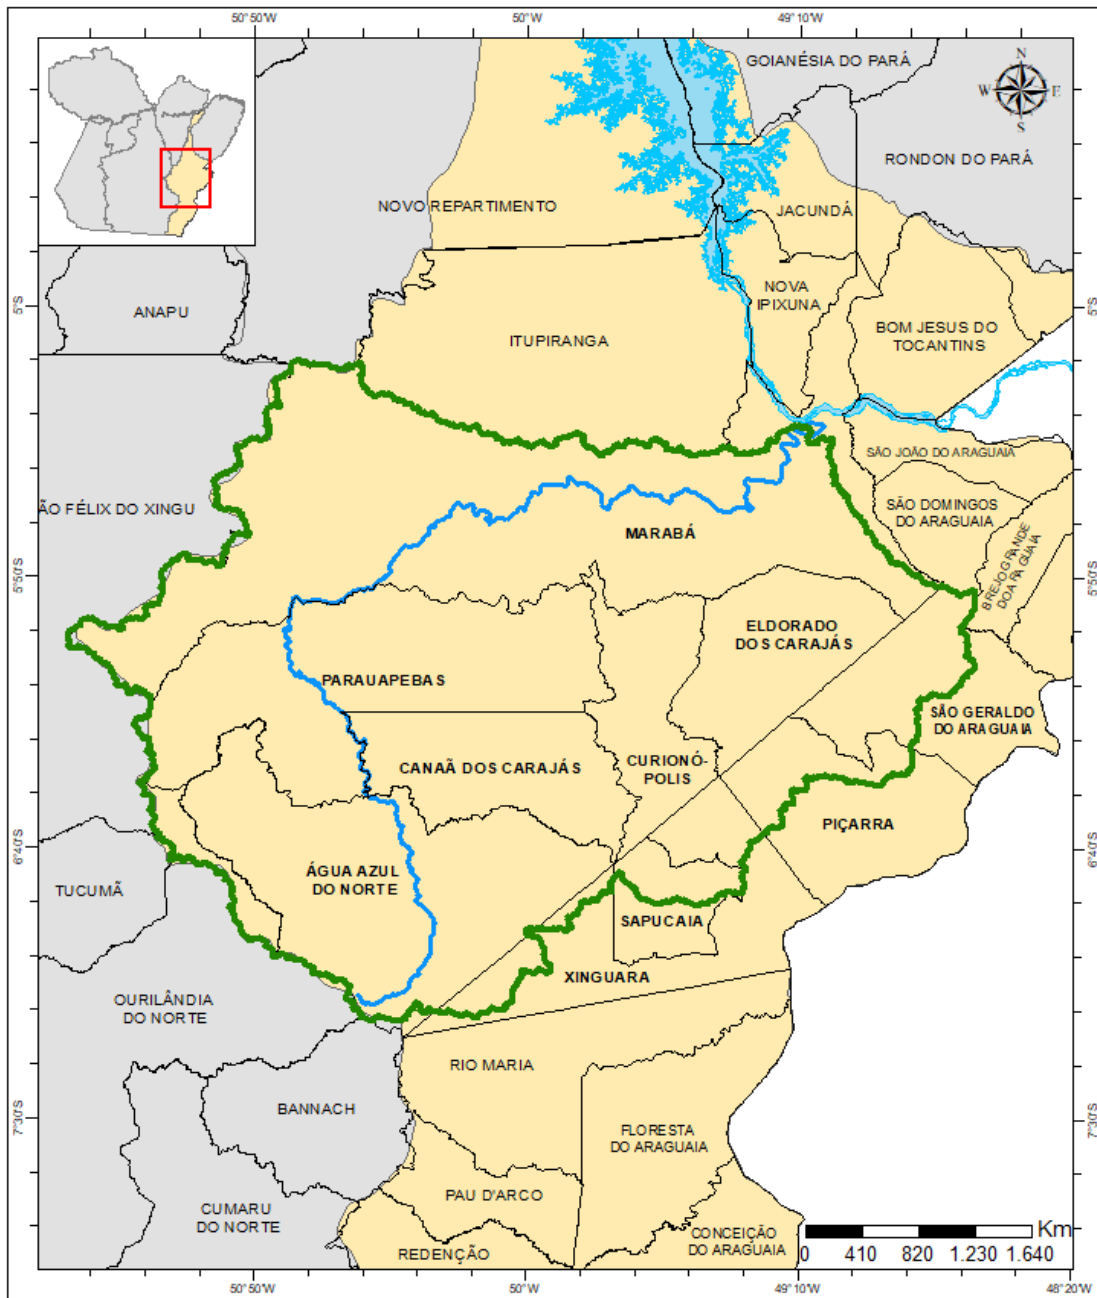 50°50'W
50°W
49°10'W
N
W
E
S
GOIANÉSIA DO PARÁ
RONDON DO PARÁ
NOVO REPARTIMENTO
JACUNDÁ
NOVA
IPIXUNA
5°S
5°S
ANAPU
ITUPIRANGA
BOM JESUS DO
TOCANTINS
SÃO JOÃO DO ARAGUAIA
ÃO FÉLIX DO XINGU
SÃO DOMINGOS
DO ARAGUAIA
MARABÁ
BREJO GRANDE
DO ARAGUAIA
5°50'S
5°50'S
ELDORADO
DOS CARAJÁS
PARAUAPEBAS
SÃO GERALDO
DO ARAGUAIA
CANAÃ DOS CARAJÁS
CURIONÓ-
POLIS
PIÇARRA
6°40'S
6°40'S
ÁGUA AZUL
DO NORTE
TUCUMÃ
SAPUCAIA
XINGUARA
OURILÂNDIA
DO NORTE
RIO MARIA
BANNACH
7°30'S
7°30'S
FLORESTA
DO ARAGUAIA
PAU D'ARCO
CUMARU
DO NORTE
CONCEIÇÃO
DO ARAGUAIA
REDENÇÃO
Km
0 410 820 1.230 1.640
50°50'W
50°W
49°10'W
48°20'W